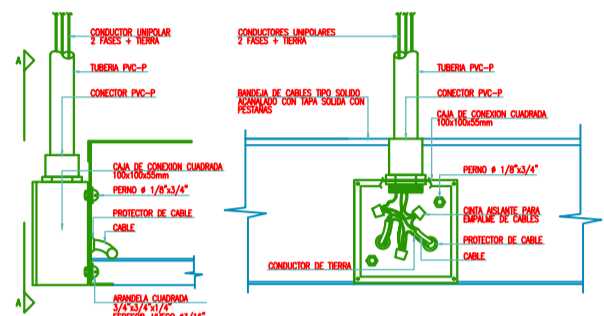 CONDUCTOR UNIPOLAR
2 FASES + TIERRA
A
TUBERIA PVC-P
CONECTOR PVC-P
CAJA DE CONEXION CUADRADA
100x100x55mm
PERNO ø 1/8"x3/4"
PROTECTOR DE CABLE
CABLE
A
ARANDELA CUADRADA
3/4"x3/4"x1/4"
CONDUCTORES UNIPOLARES
2 FASES + TIERRA
TUBERIA PVC-P
BANDEJA DE CABLES TIPO SOLIDO
ACANALADO CON TAPA SOLIDA CON
PESTAÑAS
CONECTOR PVC-P
CAJA DE CONEXION CUADRADA
100x100x55mm
PERNO ø 1/8"x3/4"
CINTA AISLANTE PARA
EMPALME DE CABLES
PROTECTOR DE CABLE
CABLE
CONDUCTOR DE TIERRA